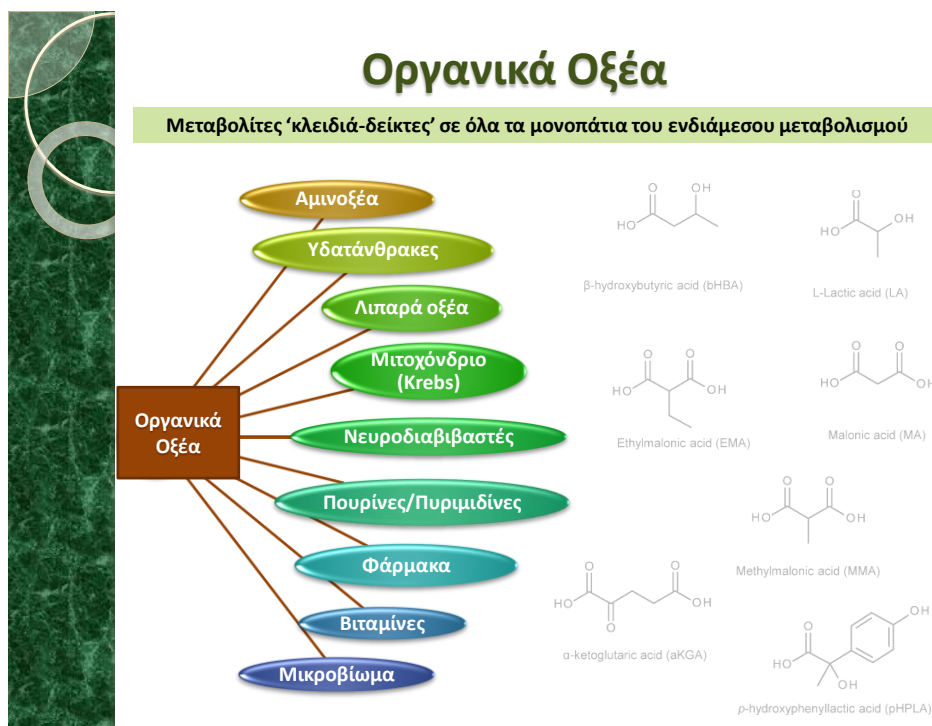 Οργανικά Οξέα
Μεταβολίτες ‘κλειδιά-δείκτες’ σε όλα τα μονοπάτια του ενδιάμεσου μεταβολισμού
Οργανικά
Οξέα
Αμινοξέα
Υδατάνθρακες
Λιπαρά οξέα
Μιτοχόνδριο
(Krebs)
Νευροδιαβιβαστές
Πουρίνες/Πυριμιδίνες
Φάρμακα
Βιταμίνες
Μικροβίωμα
O
OH
HO
β-hydroxybutyric acid (bHBA)
O
OH
HO
L-Lactic acid (LA)
O
O
HO
OH
Ethylmalonic acid (EMA)
O
O
HO
OH
Malonic acid (MA)
O
O
HO
OH
Methylmalonic acid (MMA)
O
O
HO
OH
O
α-ketoglutaric acid (aKGA)
OH
O
HO
OH
p-hydroxyphenyllactic acid (pHPLA)